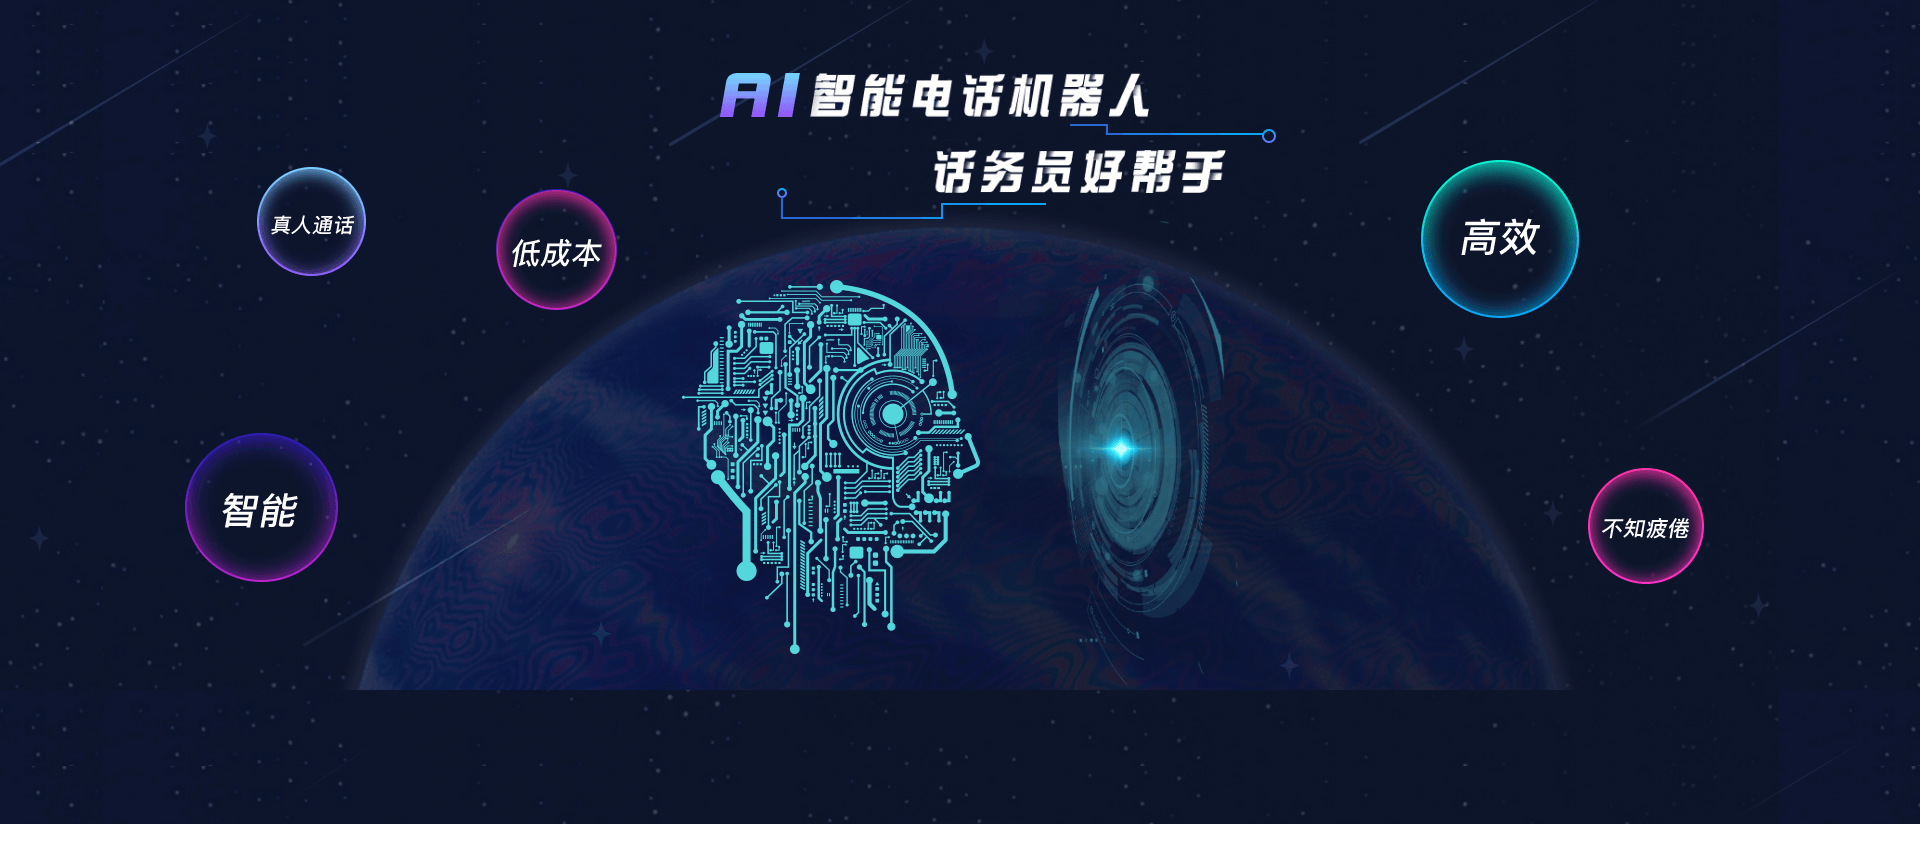 AI智能电话机器人
话务员好帮手
真人通话
低成本
高效
智能
不知疲倦